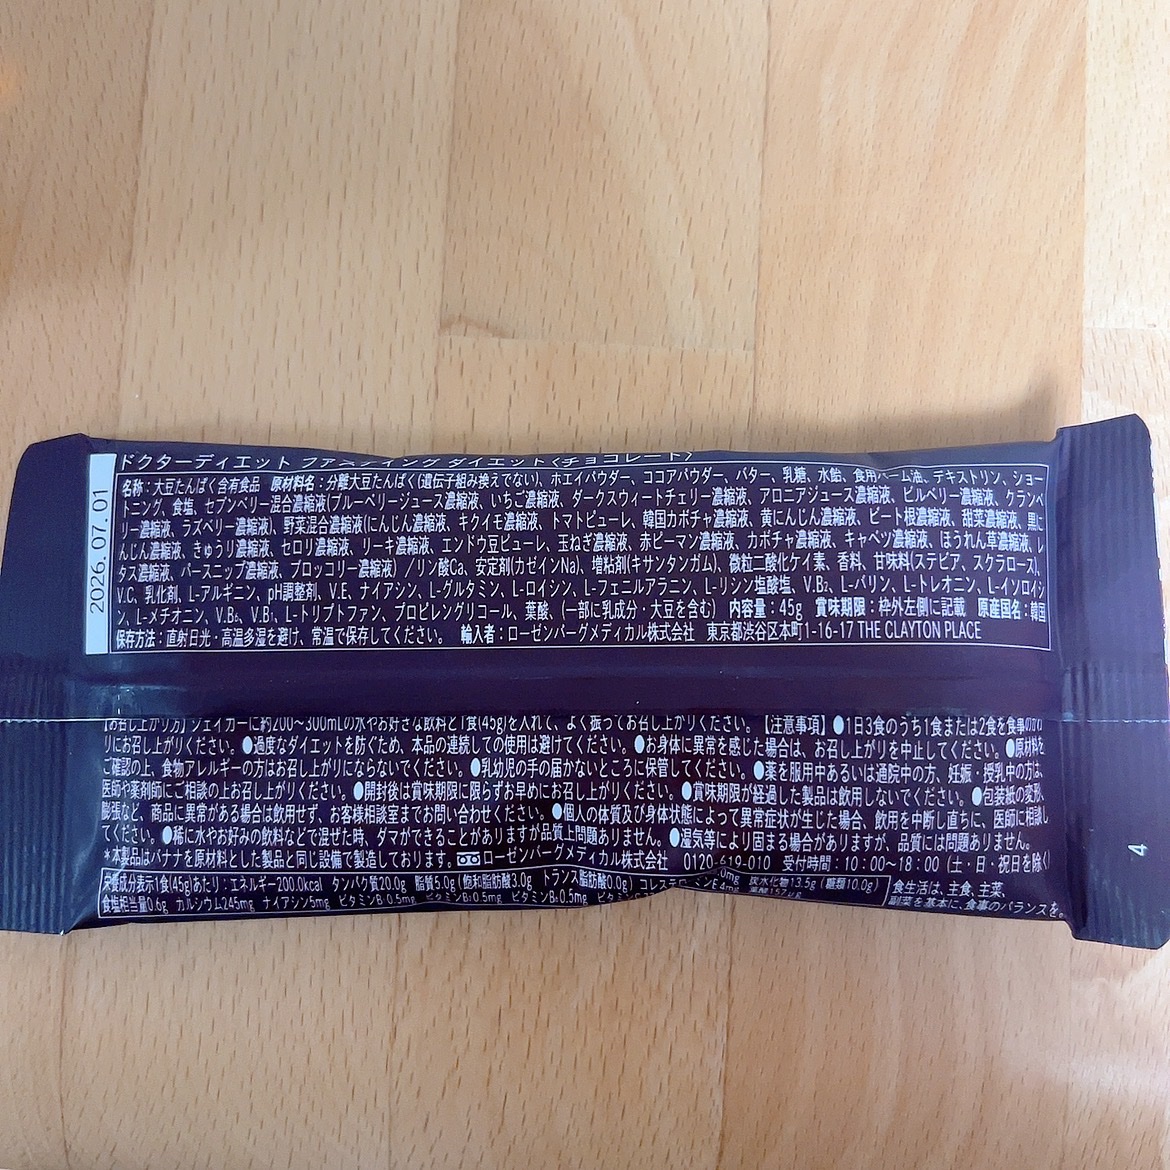 2026.07.01
ドクターディエット ファスティング ダイエット〈チョコレート〉
名称：大豆たんぱく含有食品 原材料名：分離大豆たんぱく(遺伝子組み換えでない)、ホエイパウダー、ココアパウダー、バター、乳糖、水飴、食用パーム油、デキストリン、ショー
トニング、食塩、セブンベリー混合濃縮液(ブルーベリージュース濃縮液、いちご濃縮液、ダークスウィートチェリー濃縮液、アロニアジュース濃縮液、ビルベリー濃縮液、クランベ
リー濃縮液、ラズベリー濃縮液)、野菜混合濃縮液(にんじん濃縮液、キクイモ濃縮液、トマトピューレ、韓国カボチャ濃縮液、黄にんじん濃縮液、ビート根濃縮液、甜菜濃縮液、黒に
んじん濃縮液、きゅうり濃縮液、セロリ濃縮液、リーキ濃縮液、エンドウ豆ピューレ、玉ねぎ濃縮液、赤ピーマン濃縮液、カボチャ濃縮液、キャベツ濃縮液、ほうれん草濃縮液、レ
タス濃縮液、パースニップ濃縮液、ブロッコリー濃縮液）/リン酸Ca、安定剤(カゼインNa)、増粘剤(キサンタンガム)、微粒二酸化ケイ素、香料、甘味料(ステビア、スクラロース)、
V.C、乳化剤、L-アルギニン、pH調整剤、V.E、ナイアシン、L-グルタミン、L-ロイシン、L-フェニルアラニン、L-リシン塩酸塩、V.B₂、L-バリン、L-トレオニン、L-イソロイシ
ン、L-メチオニン、V.B₆、V.B₁、L-トリプトファン、プロピレングリコール、葉酸、(一部に乳成分・大豆を含む) 内容量：45g 賞味期限：枠外左側に記載 原産国名：韓国
保存方法：直射日光・高温多湿を避け、常温で保存してください。 輸入者：ローゼンバーグメディカル株式会社 東京都渋谷区本町1-16-17 THE CLAYTON PLACE
【お召し上がり方】シェイカーに約200～300mLの水やお好きな飲料と1食(45g)を入れて、よく振ってお召し上がりください。【注意事項】●1日3食のうち1食または2食を食事のかわ
りにお召し上がりください。●過度なダイエットを防ぐため、本品の連続しての使用は避けてください。●お身体に異常を感じた場合は、お召し上がりを中止してください。●原材料を
ご確認の上、食物アレルギーの方はお召し上がりにならないでください。●乳幼児の手の届かないところに保管してください。●薬を服用中あるいは通院中の方、妊娠・授乳中の方は、
医師や薬剤師にご相談の上お召し上がりください。●開封後は賞味期限に限らずお早めにお召し上がりください。●賞味期限が経過した製品は飲用しないでください。●包装紙の変形、
膨張など、商品に異常がある場合は飲用せず、お客様相談室までお問い合わせください。●個人の体質及び身体状態によって異常症状が生じた場合、飲用を中断し直ちに、医師に相談し
てください。●稀に水やお好みの飲料などで混ぜた時、ダマができることがありますが品質上問題ありません。●湿気等により固まる場合がありますが、品質には問題ありません。
＊本製品はバナナを原材料とした製品と同じ設備で製造しております。 ローゼンバーグメディカル株式会社 0120-619-010 受付時間：10：00～18：00（土・日・祝日を除く）
栄養成分表示1食(45g)あたり：エネルギー200.0kcal タンパク質20.0g 脂質5.0g (飽和脂肪酸3.0g トランス脂肪酸0.0g) コレステ 0mg 炭水化物13.5g (糖類10.0g)
食塩相当量0.6g カルシウム245mg ナイアシン5mg ビタミンB₁0.5mg ビタミンB₂0.5mg ビタミンB₆0.5mg ンE4mg
食生活は、主食、主菜、
副菜を基本に、食事のバランスを。
4